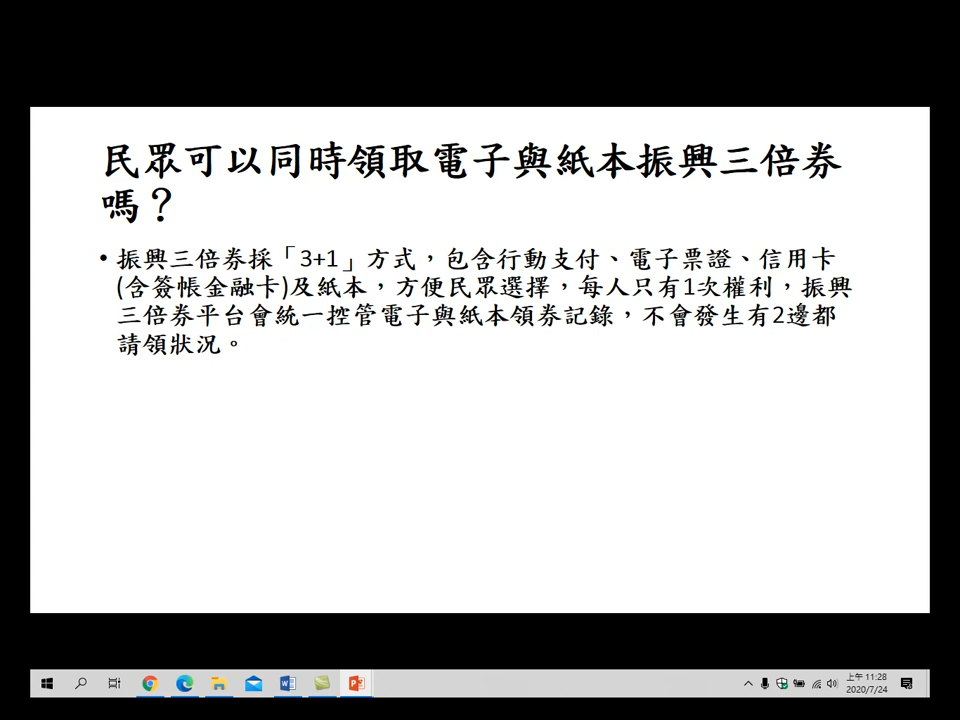 民眾可以同時領取電子與紙本振興三倍券
嗎？
• 振興三倍券採「3+1」方式，包含行動支付、電子票證、信用卡
(含簽帳金融卡)及紙本，方便民眾選擇，每人只有1次權利，振興
三倍券平台會統一控管電子與紙本領券記錄，不會發生有2邊都
請領狀況。
上午 11:28
2020/7/24